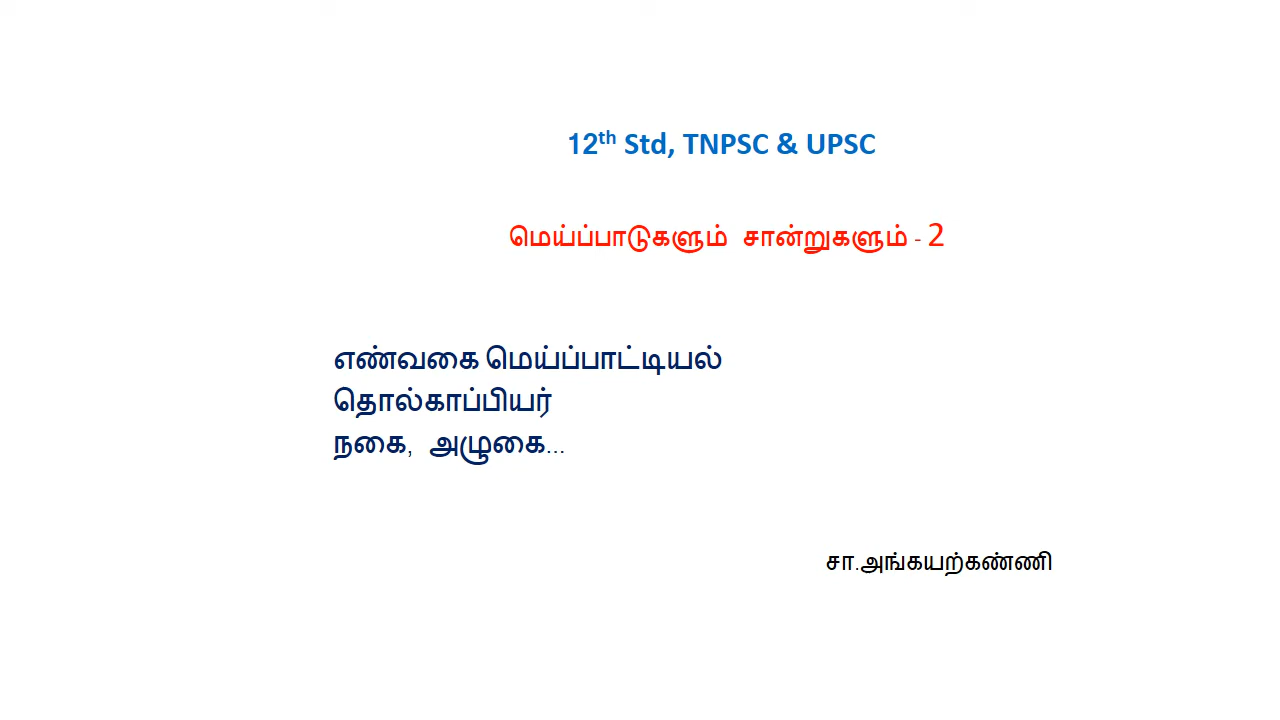 12th Std, TNPSC & UPSC
மெய்ப்பாடுகளும் சான்றுகளும் - 2
எண்வகை மெய்ப்பாட்டியல்
தொல்காப்பியர்
நகை, அழுகை...
சா.அங்கயற்கண்ணி